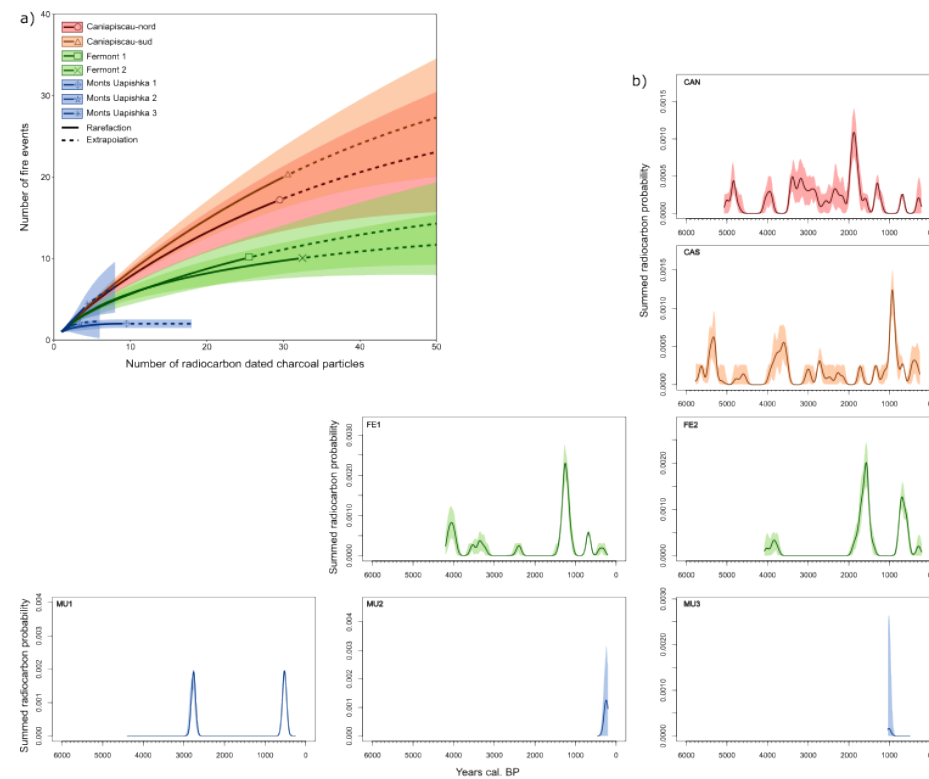 a)
40
30
20
10
0
Number of fire events
Caniapiscau-nord
Caniapiscau-sud
Fermont 1
Fermont 2
Monts Uapishka 1
Monts Uapishka 2
Monts Uapishka 3
Rarefaction
Extrapolation
0 10 20 30 40 50
Number of radiocarbon dated charcoal particles
b)
Summed radiocarbon probability
CAN
0.0015
0.0010
0.0005
0.0000
6000 5000 4000 3000 2000 1000 0
CAS
0.0015
0.0010
0.0005
0.0000
6000 5000 4000 3000 2000 1000 0
Summed radiocarbon probability
FE1
0.0030
0.0020
0.0010
0.0000
6000 5000 4000 3000 2000 1000 0
FE2
0.0020
0.0010
0.0000
6000 5000 4000 3000 2000 1000 0
Summed radiocarbon probability
MU1
0.004
0.003
0.002
0.001
0.000
6000 5000 4000 3000 2000 1000 0
MU2
0.004
0.003
0.002
0.001
0.000
6000 5000 4000 3000 2000 1000 0
MU3
0.0030
0.0020
0.0010
0.0000
6000 5000 4000 3000 2000 1000 0
Years cal. BP